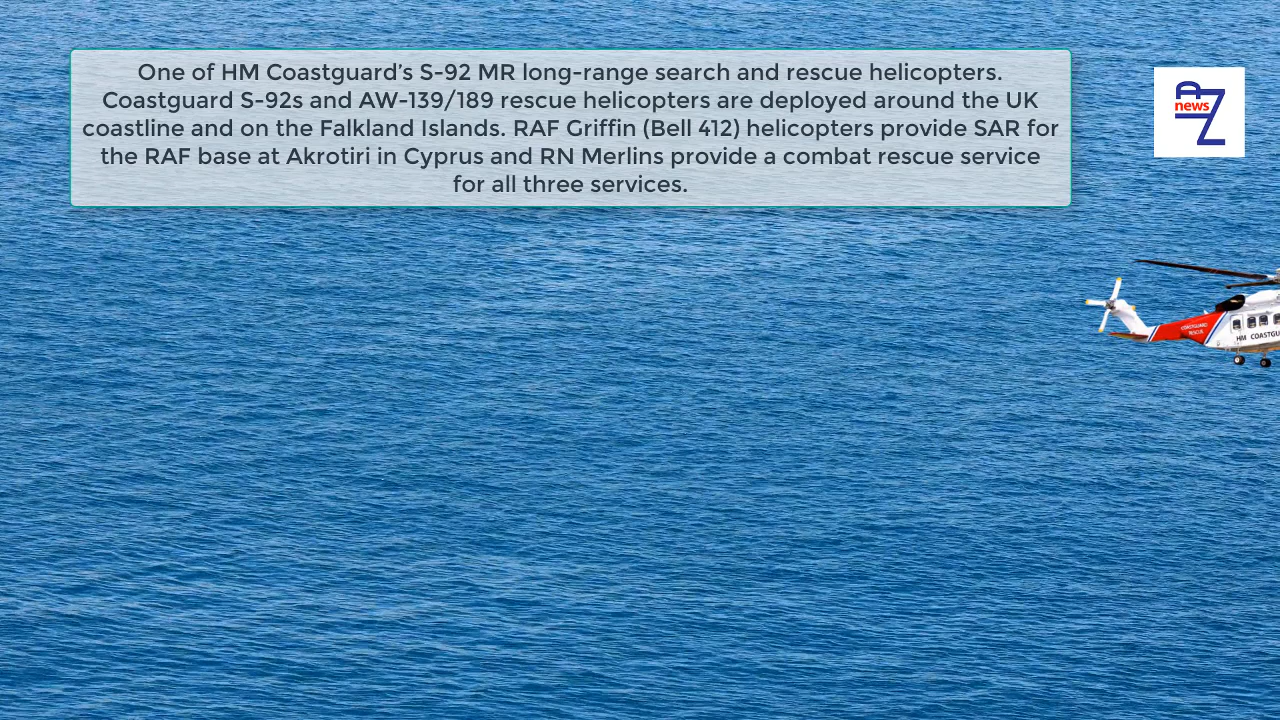 One of HM Coastguard’s S-92 MR long-range search and rescue helicopters.
Coastguard S-92s and AW-139/189 rescue helicopters are deployed around the UK
coastline and on the Falkland Islands. RAF Griffin (Bell 412) helicopters provide SAR for
the RAF base at Akrotiri in Cyprus and RN Merlins provide a combat rescue service
for all three services.
A
news
Z
COASTGUARD
RESCUE
HM COASTGU